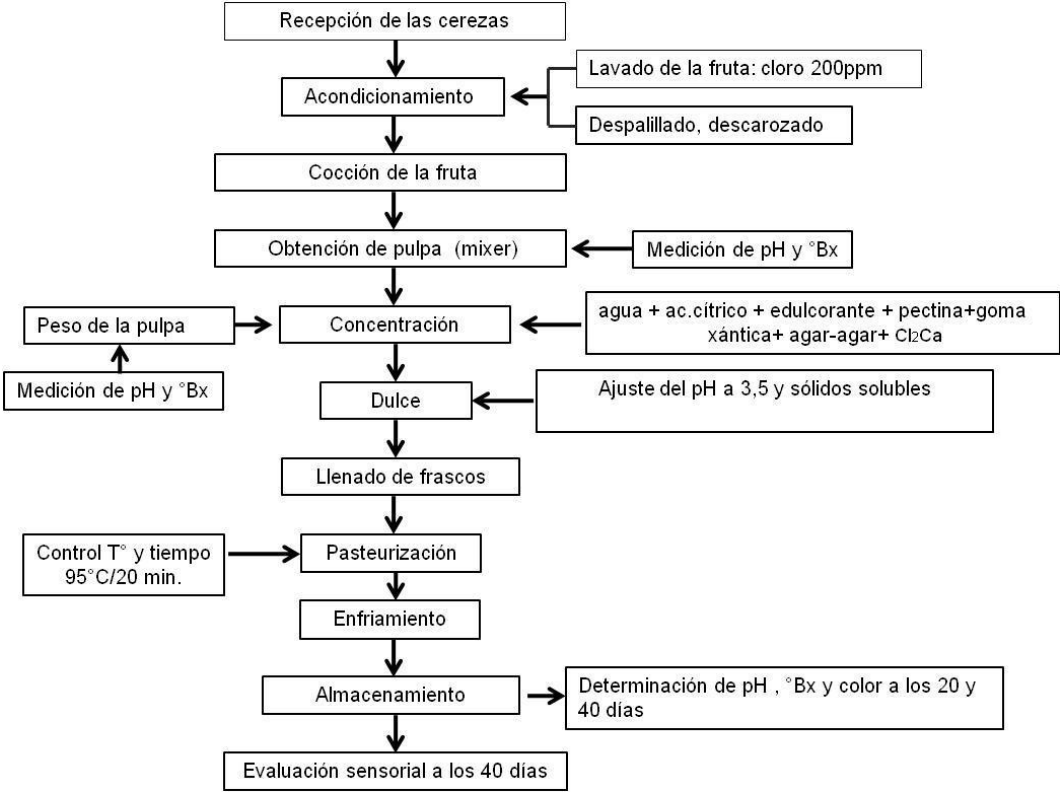 Recepción de las cerezas
Lavado de la fruta: cloro 200ppm
Acondicionamiento
Despalillado, descarozado
Cocción de la fruta
Obtención de pulpa (mixer)
Medición de pH y °Bx
Peso de la pulpa
Concentración
agua + ac.cítrico + edulcorante + pectina+goma
xántica+ agar-agar+ Cl₂Ca
Medición de pH y °Bx
Dulce
Ajuste del pH a 3,5 y sólidos solubles
Llenado de frascos
Control T° y tiempo
95°C/20 min.
Pasteurización
Enfriamiento
Almacenamiento
Determinación de pH , °Bx y color a los 20 y
40 días
Evaluación sensorial a los 40 días